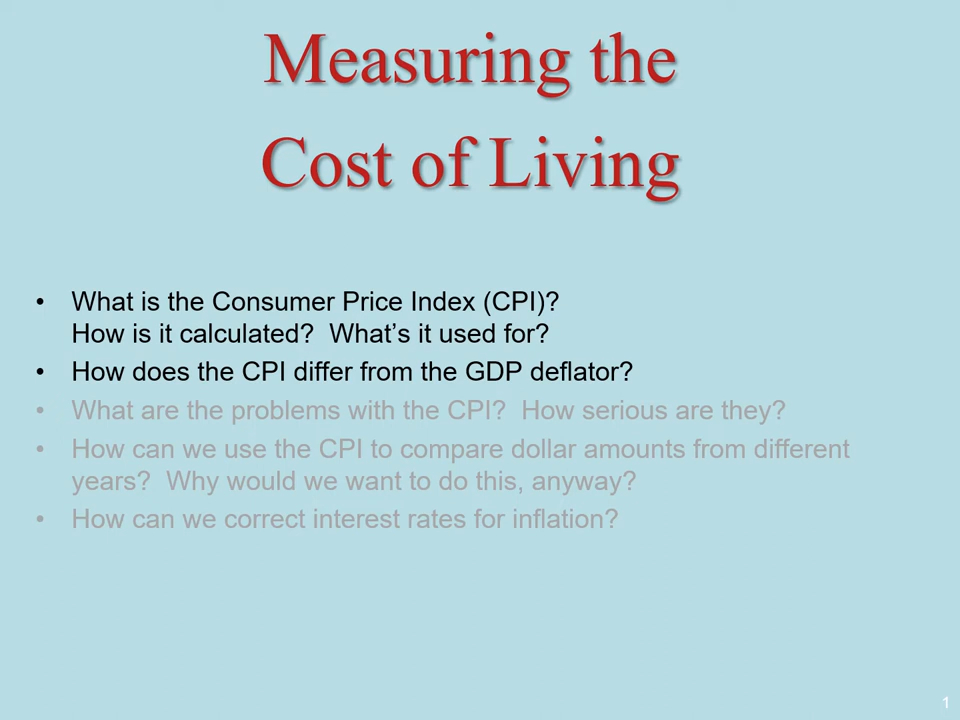 Measuring the
Cost of Living
• What is the Consumer Price Index (CPI)?
How is it calculated?  What’s it used for?
• How does the CPI differ from the GDP deflator?
• What are the problems with the CPI?  How serious are they?
• How can we use the CPI to compare dollar amounts from different
years?  Why would we want to do this, anyway?
• How can we correct interest rates for inflation?
1